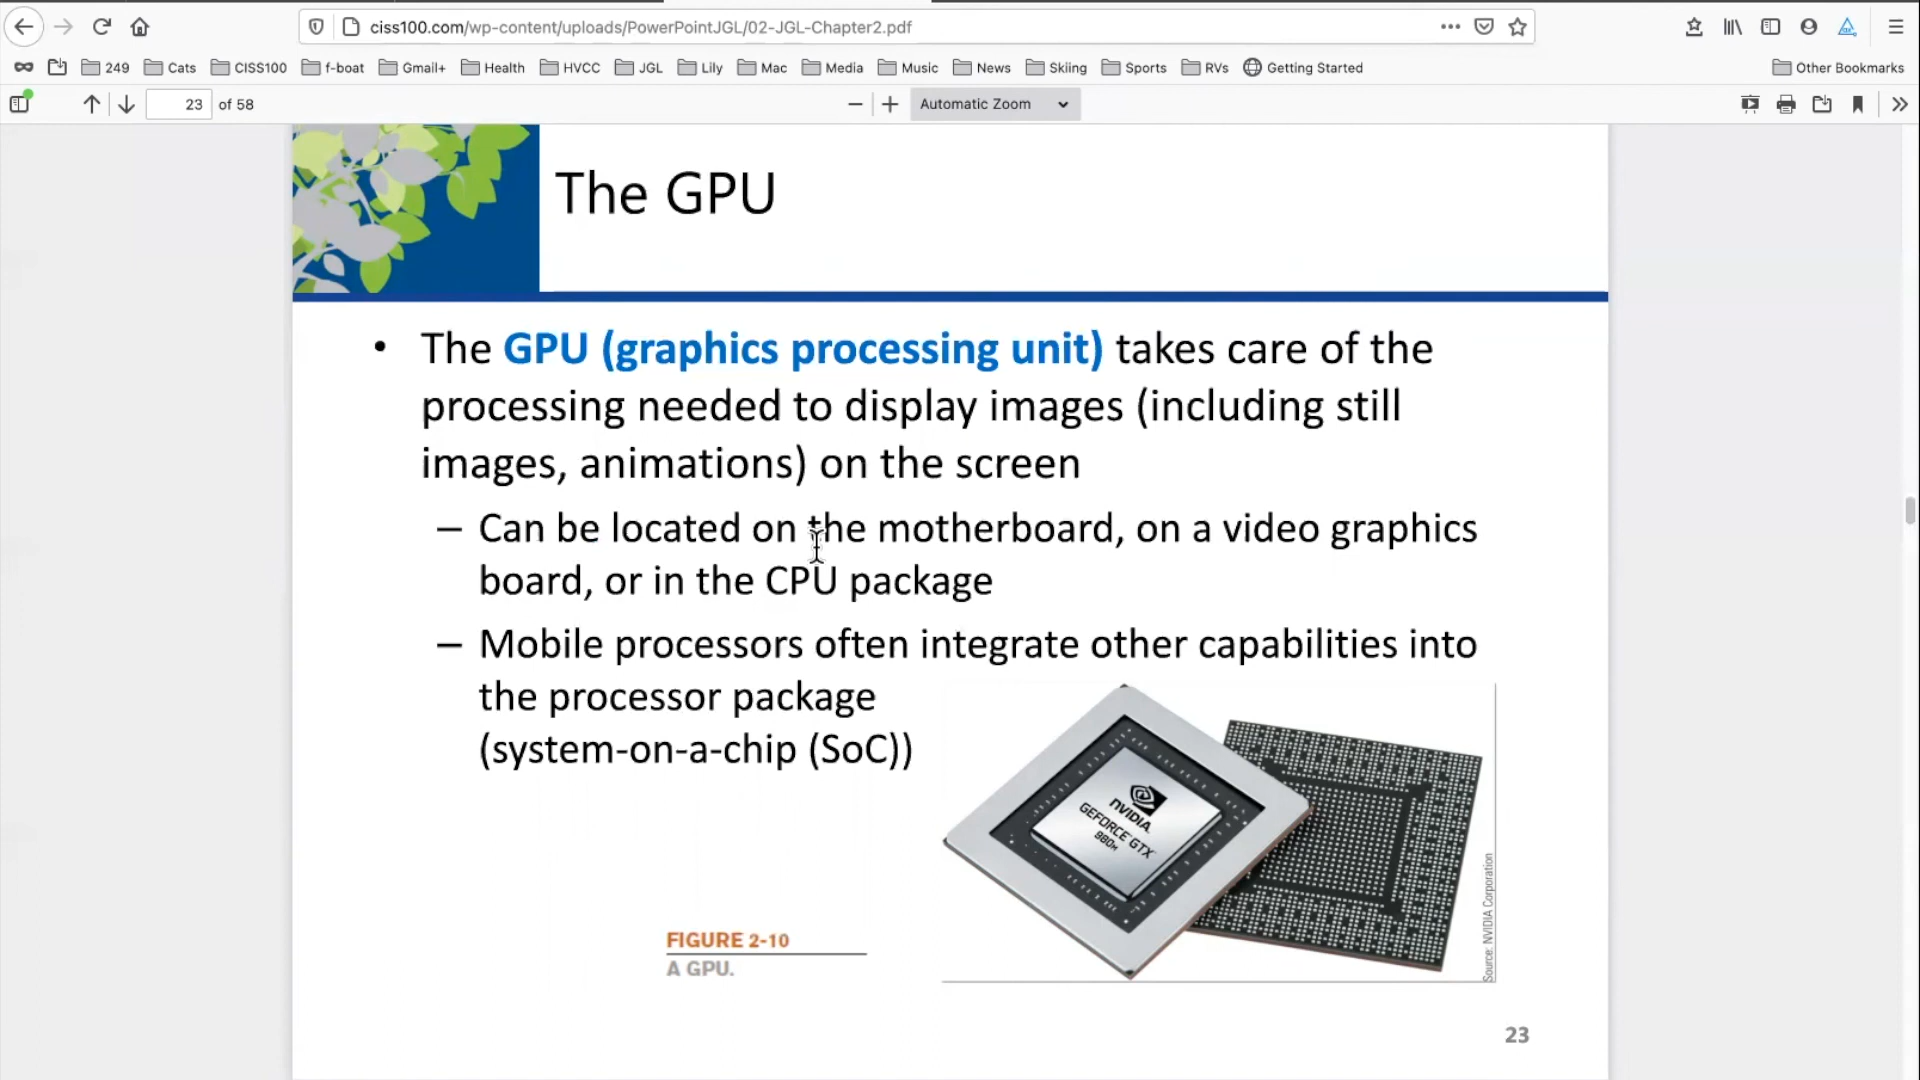 ciss100.com/wp-content/uploads/PowerPointJGL/02-JGL-Chapter2.pdf
249 Cats CISS100 f-boat Gmail+ Health HVCC JGL Lily Mac Media Music News Skiing Sports RVs Getting Started Other Bookmarks
23 of 58 Automatic Zoom
The GPU
• The GPU (graphics processing unit) takes care of the
processing needed to display images (including still
images, animations) on the screen
– Can be located on the motherboard, on a video graphics
board, or in the CPU package
– Mobile processors often integrate other capabilities into
the processor package
(system-on-a-chip (SoC))
NVIDIA
GEFORCE GTX
980M
Source: NVIDIA Corporation
FIGURE 2-10
A GPU.
23